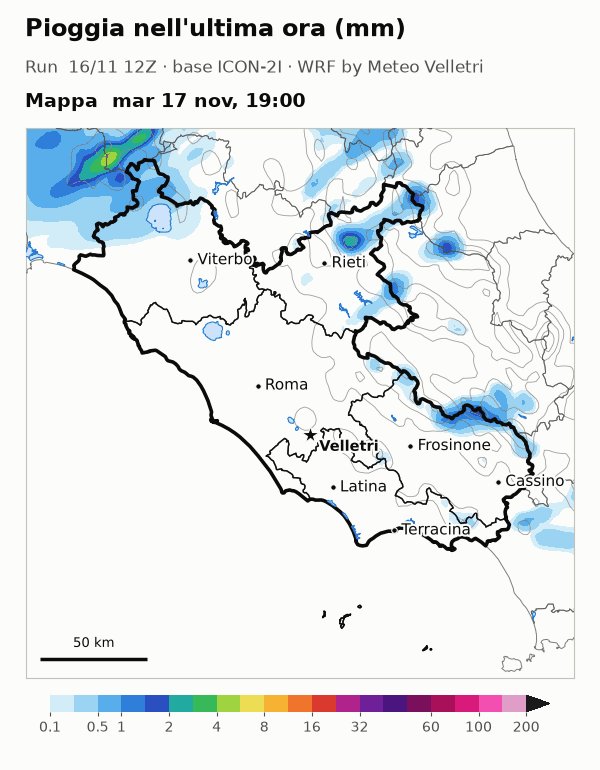 Pioggia nell'ultima ora (mm)
Run  16/11 12Z · base ICON-2I · WRF by Meteo Velletri
Mappa  mar 17 nov, 19:00
Viterbo
Rieti
Roma
Velletri
Frosinone
Latina
Cassino
Terracina
50 km
0.1 0.5 1 2 4 8 16 32 60 100 200